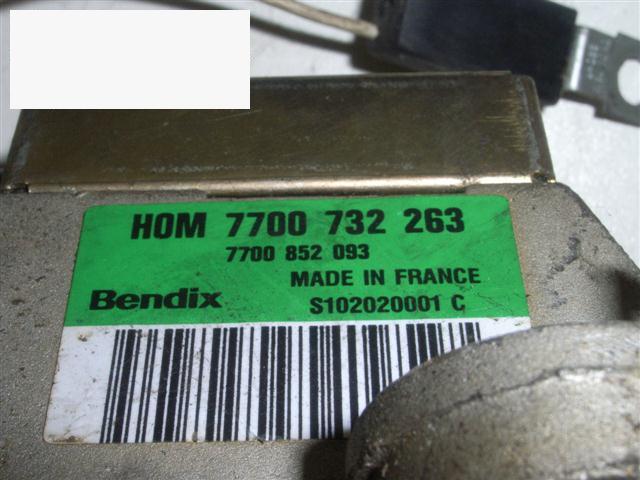 HOM 7700 732 263
7700 852 093
MADE IN FRANCE
Bendix S102020001 C